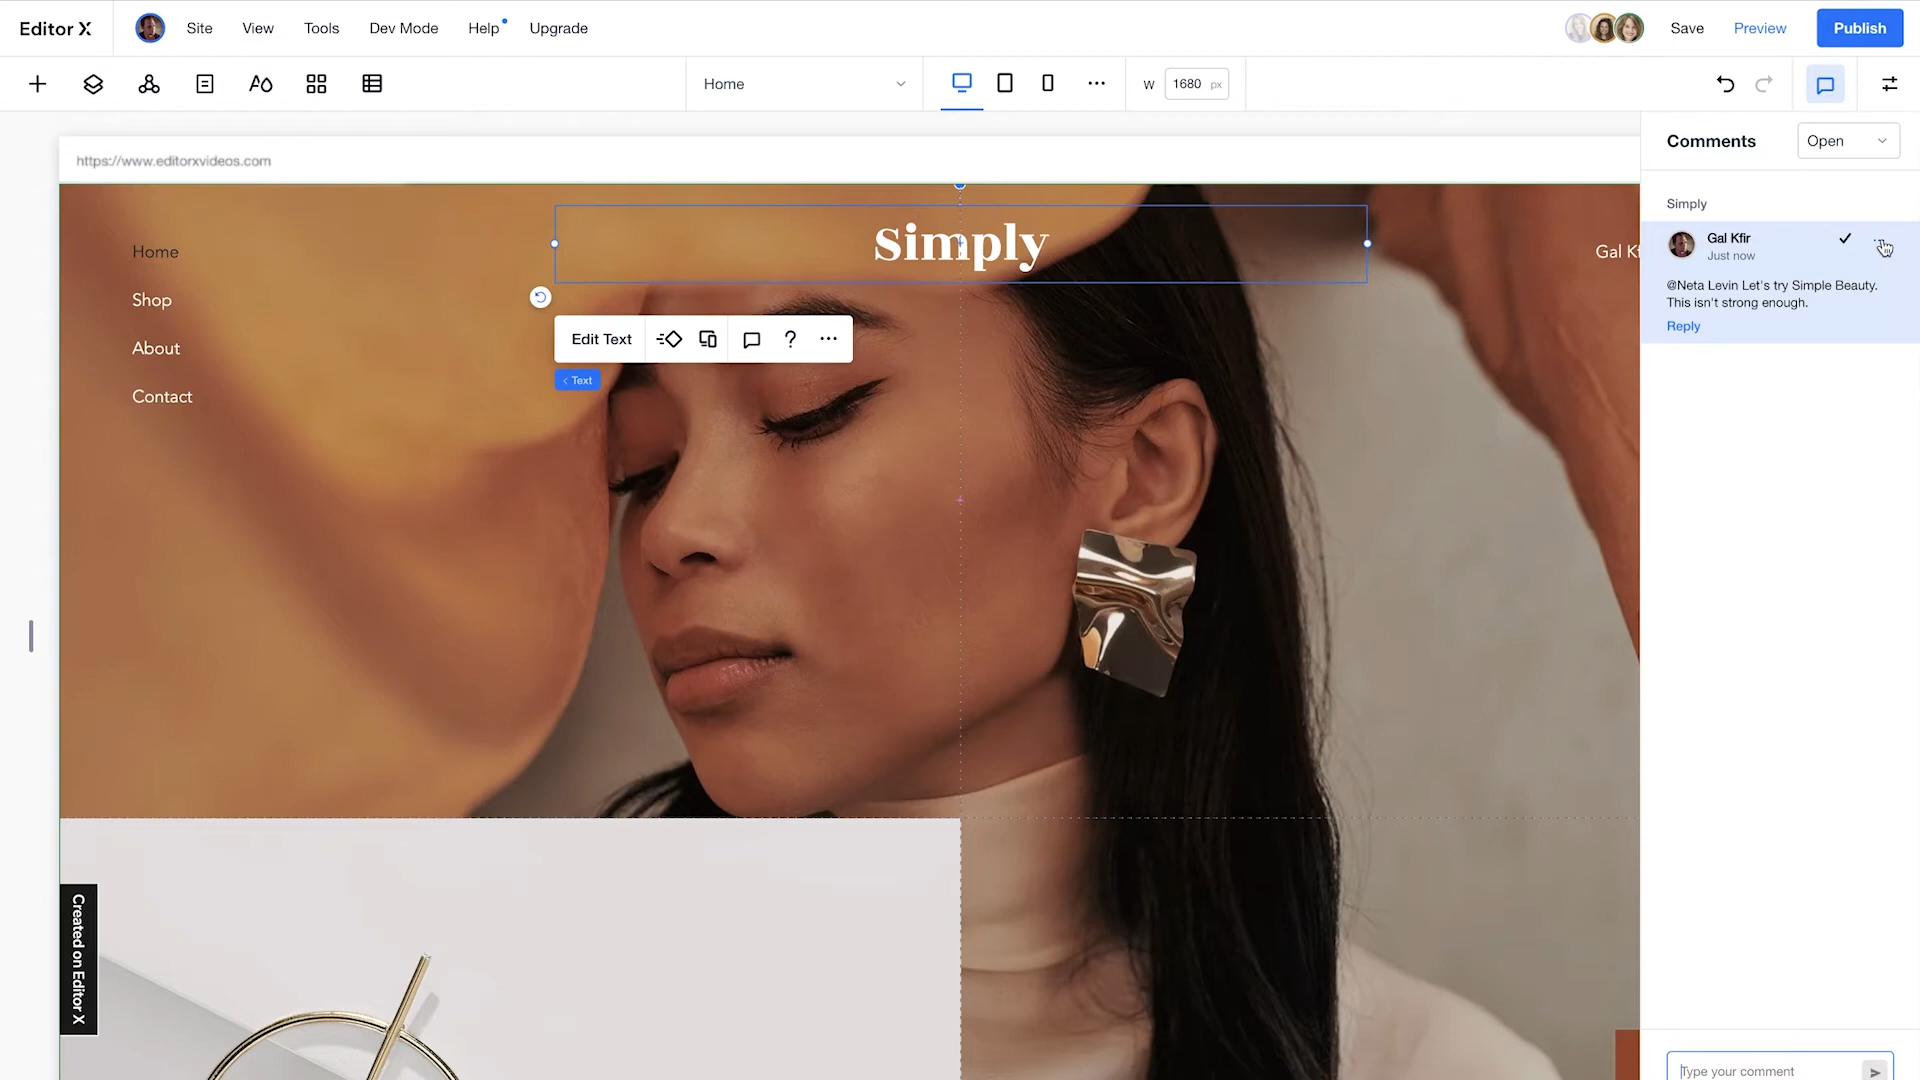 Editor X
Site
View
Tools
Dev Mode
Help
Upgrade
Save
Preview
Publish
Home
W
1680 px
Comments
Open
https://www.editorxvideos.com
Simply
Gal Kfir
Just now
@Neta Levin Let's try Simple Beauty.
This isn't strong enough.
Reply
Simply
Home
Shop
About
Contact
Edit Text
?
< Text
Created on Editor X
Type your comment